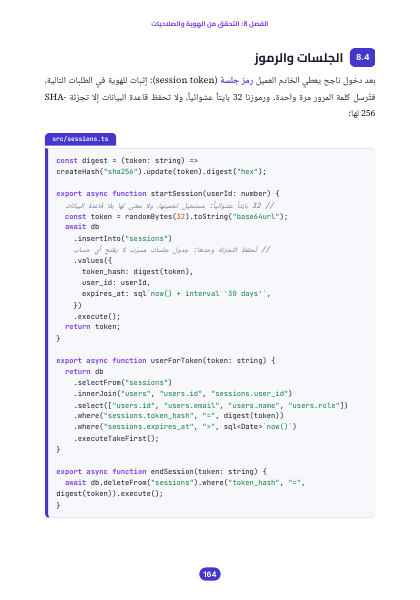 الفصل 8: التحقق من الهوية والصلاحيات
8.4 الجلسات والرموز
بعد دخول ناجح يعطي الخادم العميل رمز جلسة (session token): إثبات للهوية في الطلبات التالية،
فتُرسل كلمة المرور مرة واحدة. ورموزنا 32 بايتاً عشوائياً، ولا تحفظ قاعدة البيانات إلا تجزئة SHA-
256 لها:
src/sessions.ts
const digest = (token: string) =>
createHash("sha256").update(token).digest("hex");
export async function startSession(userId: number) {
// 32 بايتاً عشوائياً: مستحيل تخمينها، ولا معنى لها بلا قاعدة البيانات
const token = randomBytes(32).toString("base64url");
await db
.insertInto("sessions")
// تُحفظ التجزئة وحدها: جدول جلسات مسرّب لا يفتح أي حساب
.values({
token_hash: digest(token),
user_id: userId,
expires_at: sql`now() + interval '30 days'`,
})
.execute();
return token;
}
export async function userForToken(token: string) {
return db
.selectFrom("sessions")
.innerJoin("users", "users.id", "sessions.user_id")
.select(["users.id", "users.email", "users.name", "users.role"])
.where("sessions.token_hash", "=", digest(token))
.where("sessions.expires_at", ">", sql<Date>`now()`)
.executeTakeFirst();
}
export async function endSession(token: string) {
await db.deleteFrom("sessions").where("token_hash", "=",
digest(token)).execute();
}
164